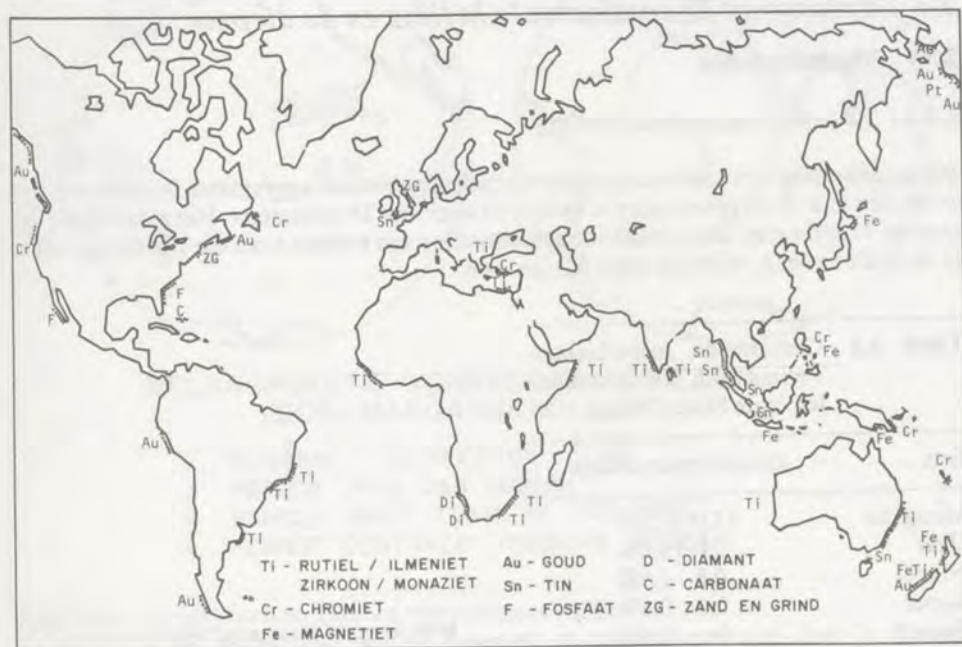 Au
Pt
Au
Au
ZG
Sn
Fe
Cr
Au
Cr
ZG
Ti
Cr
F
F
C
Cr
Fe
Sn
Ti
Ti
Ti
Ti
Sn
Sn
Sn
Fe
Fe
Cr
Au
Cr
Ti
Ti
Di
Di
Ti
Ti
Ti
Ti
Ti
Sn
Fe
Ti
FeTi
Au
Au
Ti - RUTIEL / ILMENIET
ZIRKOON / MONAZIET
Cr - CHROMIET
Fe - MAGNETIET
Au - GOUD
Sn - TIN
F - FOSFAAT
D - DIAMANT
C - CARBONAAT
ZG - ZAND EN GRIND